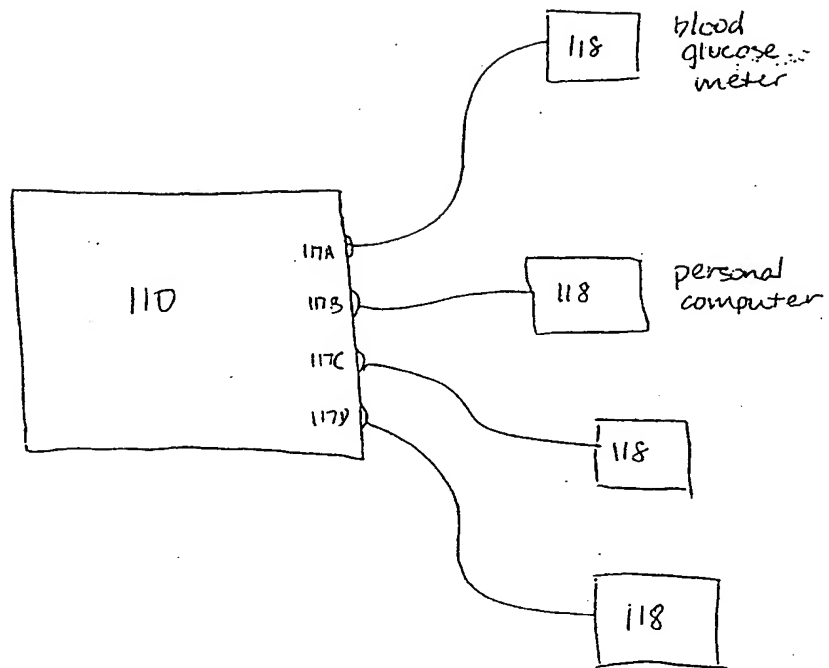 118
blood
glucose
meter
117A
110
117B
118
personal
computer
117C
117D
118
118